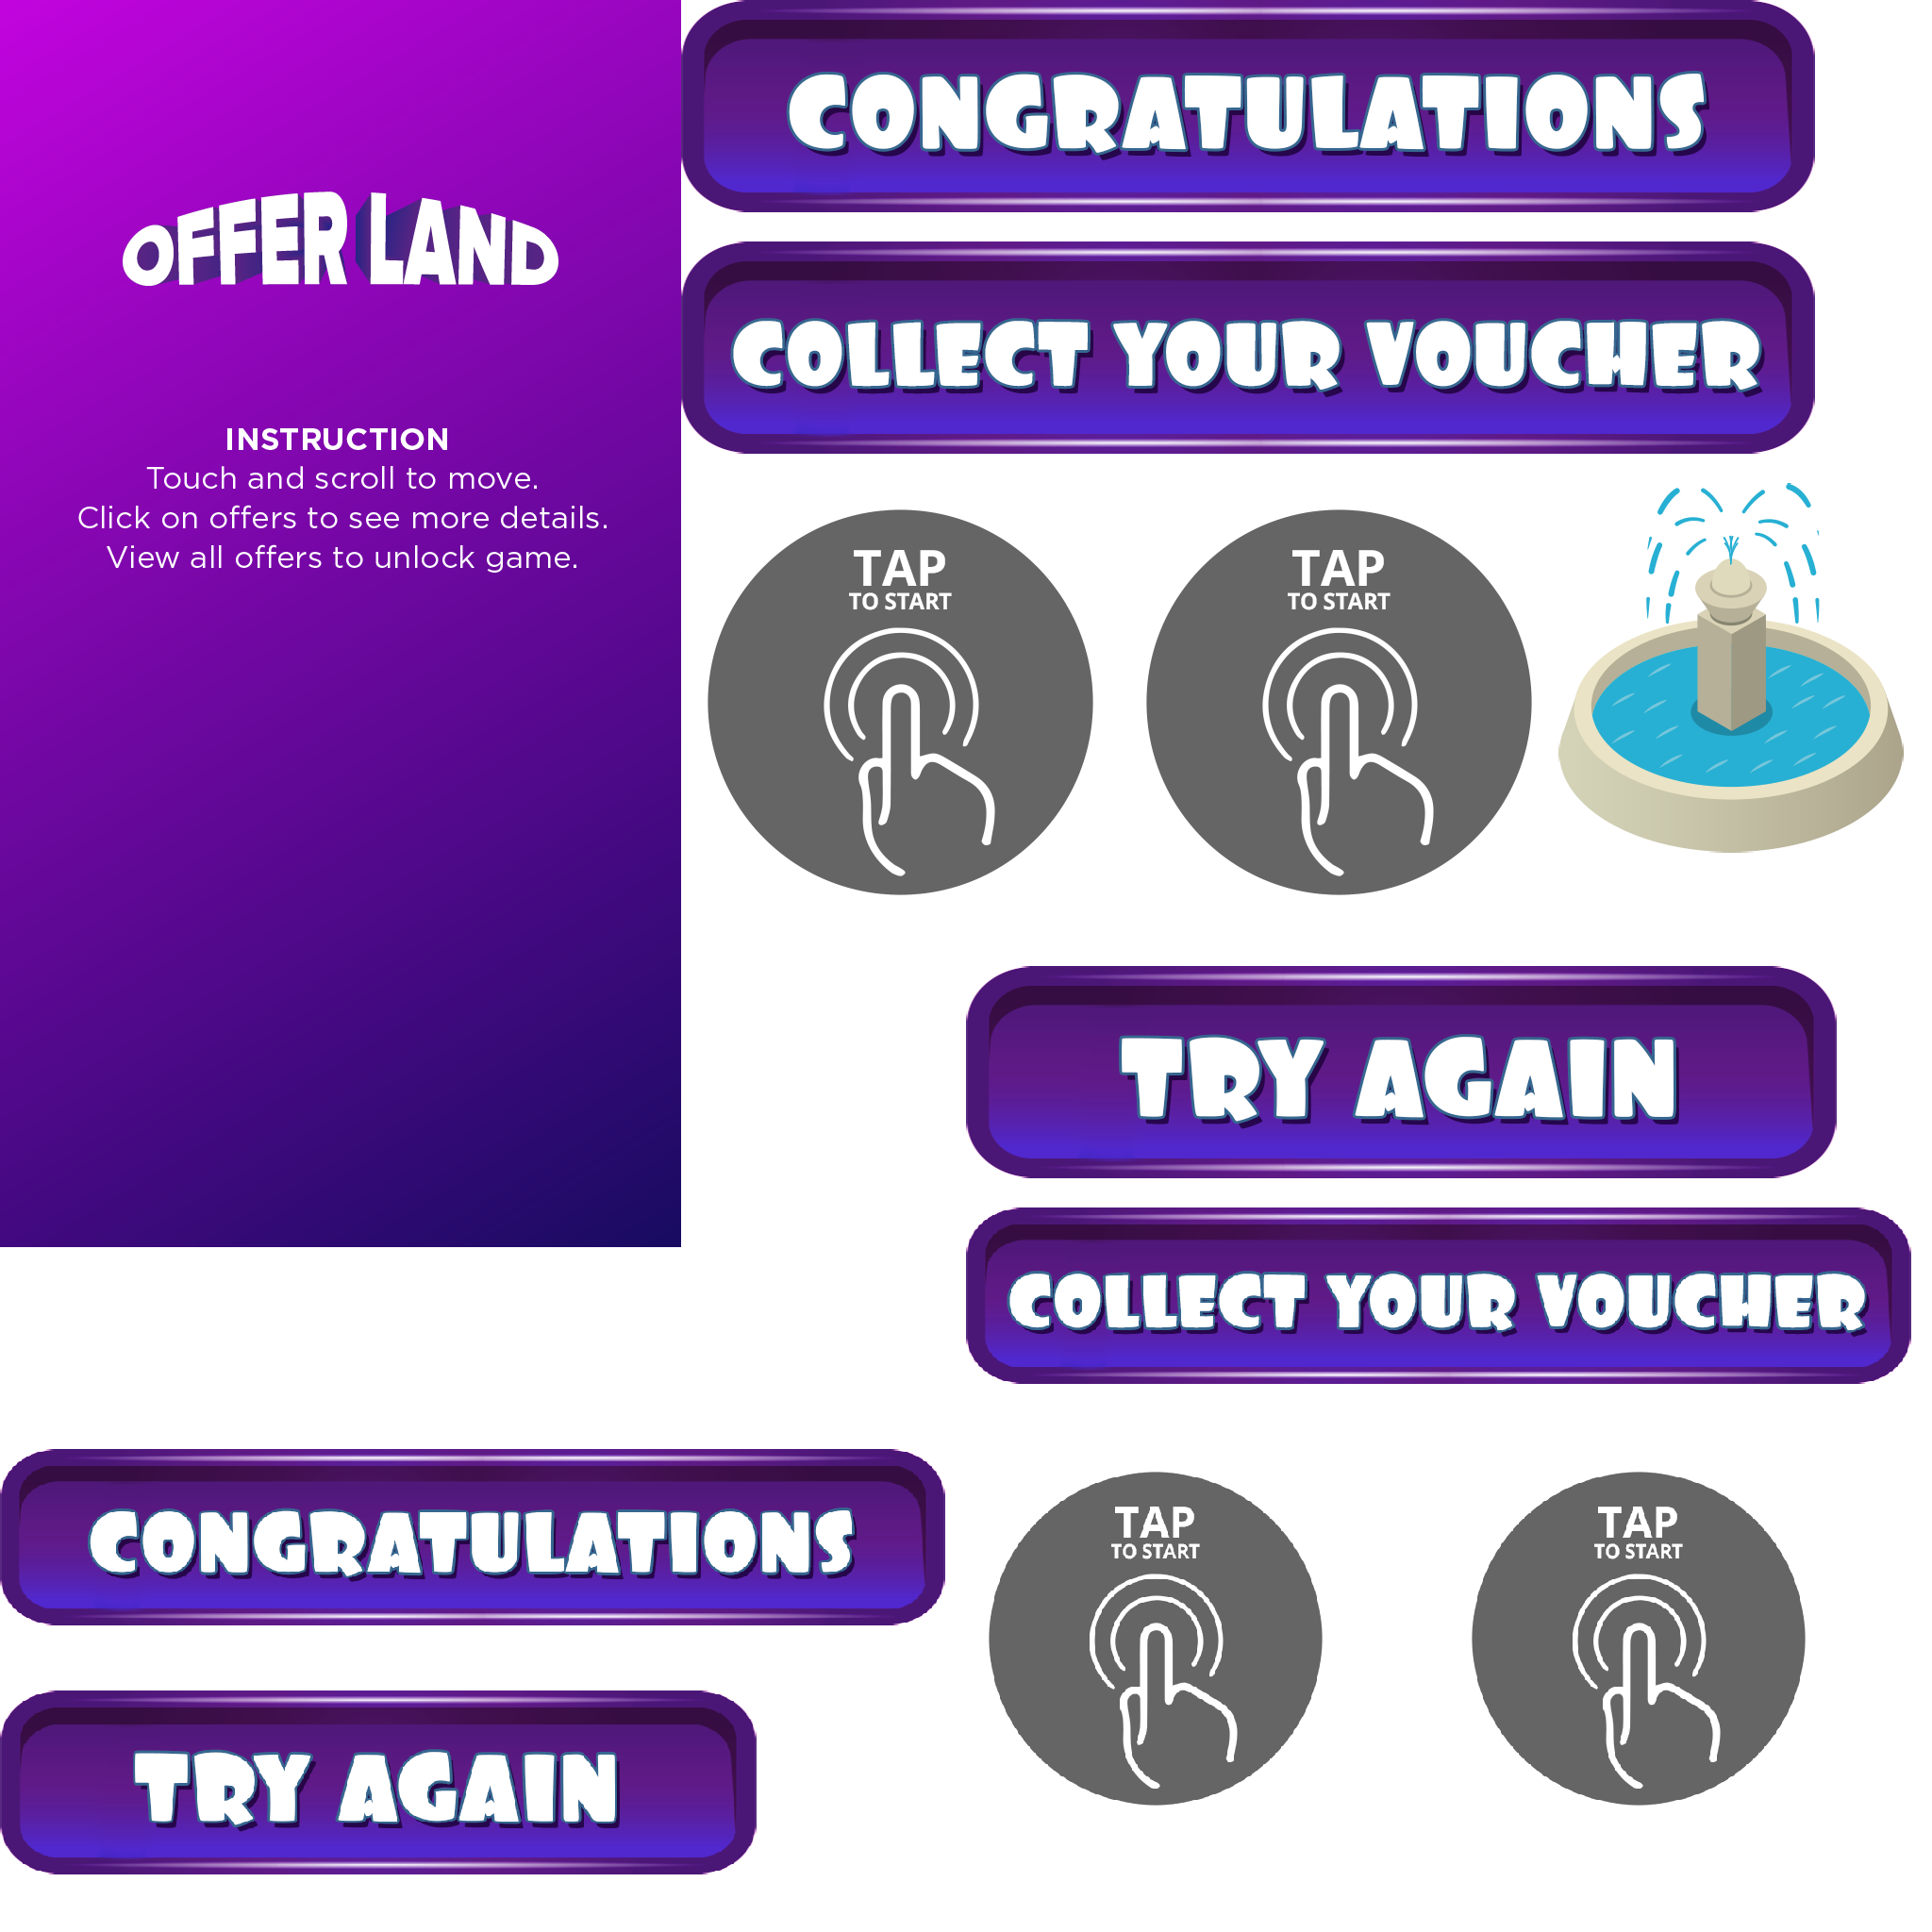 OFFERLAND
INSTRUCTION
Touch and scroll to move.
Click on offers to see more details.
View all offers to unlock game.
CONGRATULATIONS
COLLECT YOUR VOUCHER
TAP
TO START
TAP
TO START
TRY AGAIN
COLLECT YOUR VOUCHER
CONGRATULATIONS
TAP
TO START
TAP
TO START
TRY AGAIN